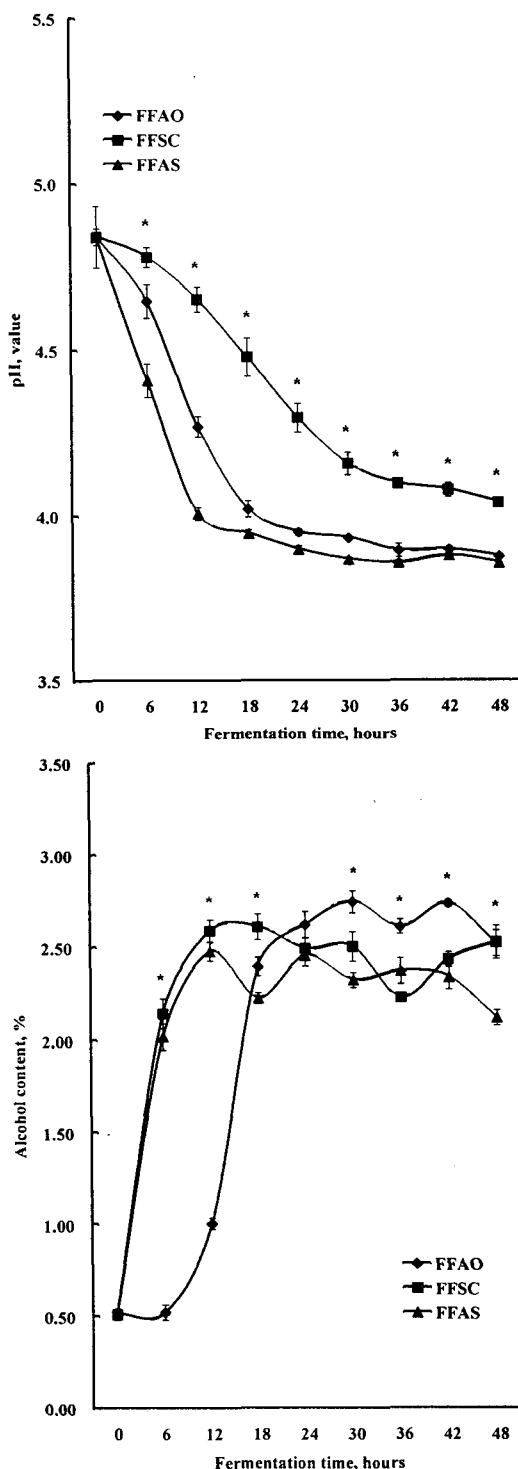 5.5
FFAO
FFSC
FFAS
5.0
* * * * * * * *
4.5
4.0
3.5
pH, value
0 6 12 18 24 30 36 42 48
Fermentation time, hours
3.50
3.00
* * * * * * *
2.50
2.00
1.50
1.00
0.50
0.00
Alcohol content, %
FFAO
FFSC
FFAS
0 6 12 18 24 30 36 42 48
Fermentation time, hours